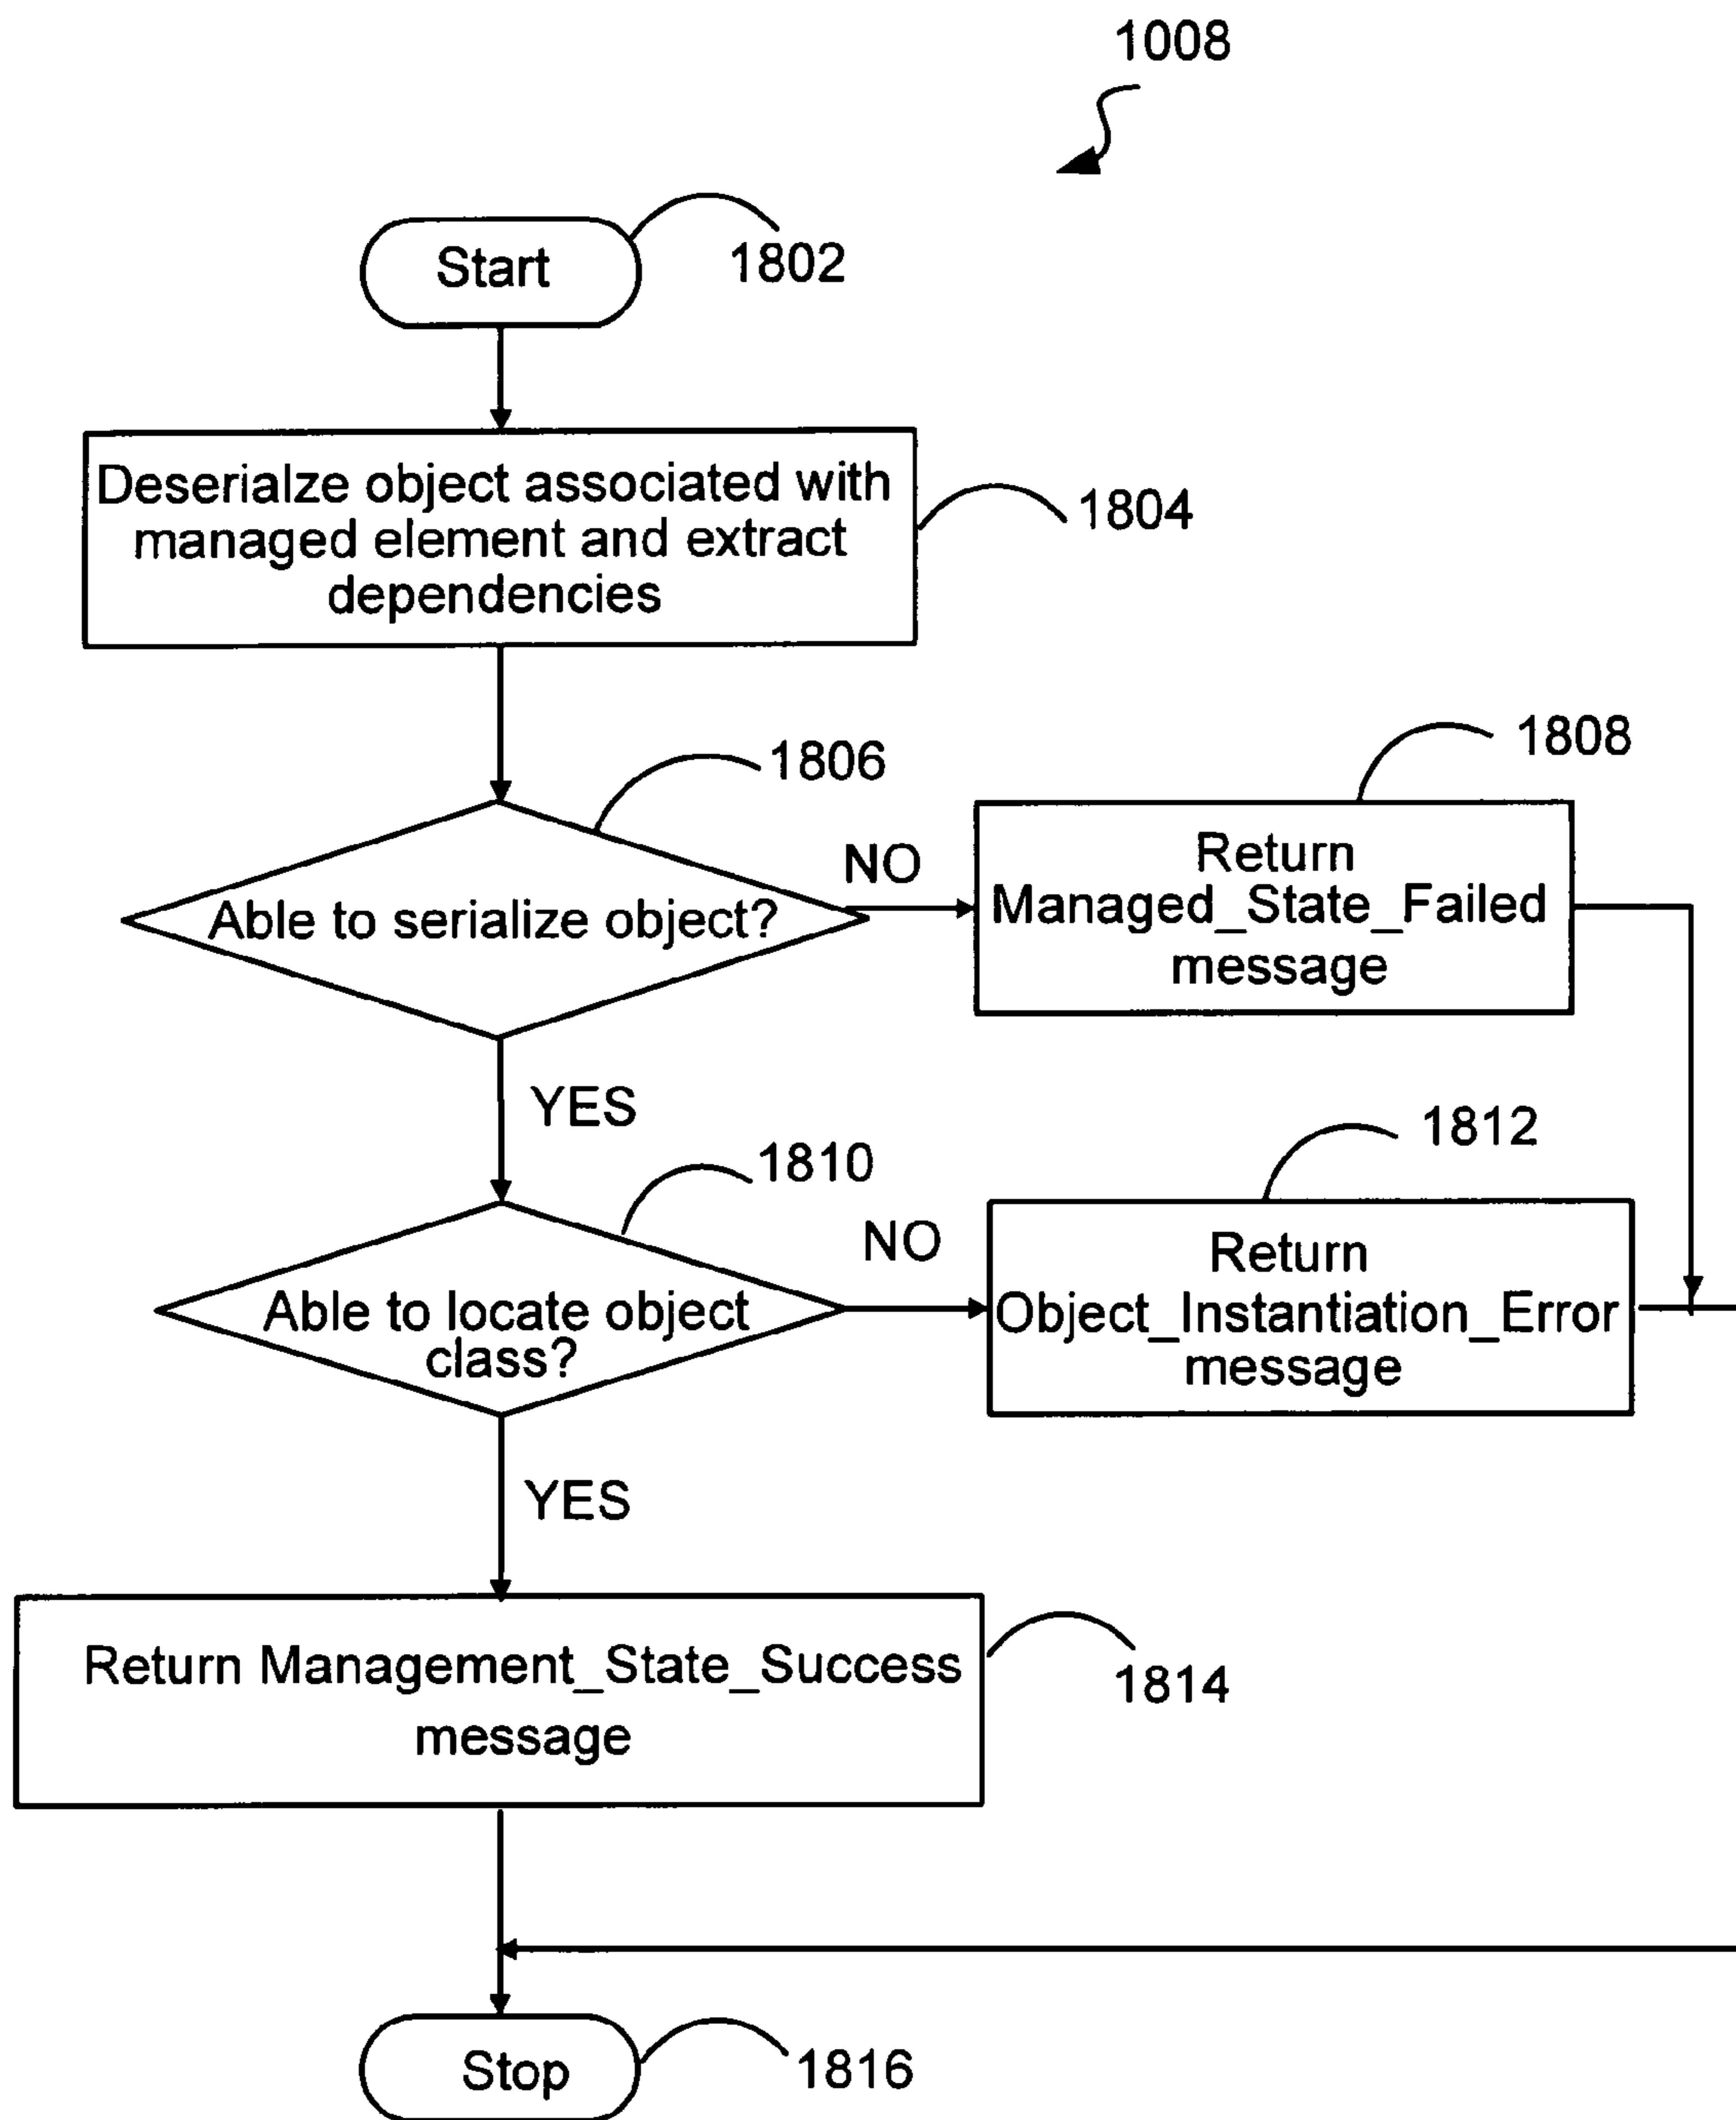 1008
Start
1802
Deserialze object associated with
managed element and extract
dependencies
1804
1806
Able to serialize object?
NO
1808
Return
Managed_State_Failed
message
YES
1810
Able to locate object
class?
NO
1812
Return
Object_Instantiation_Error
message
YES
Return Management_State_Success
message
1814
Stop
1816